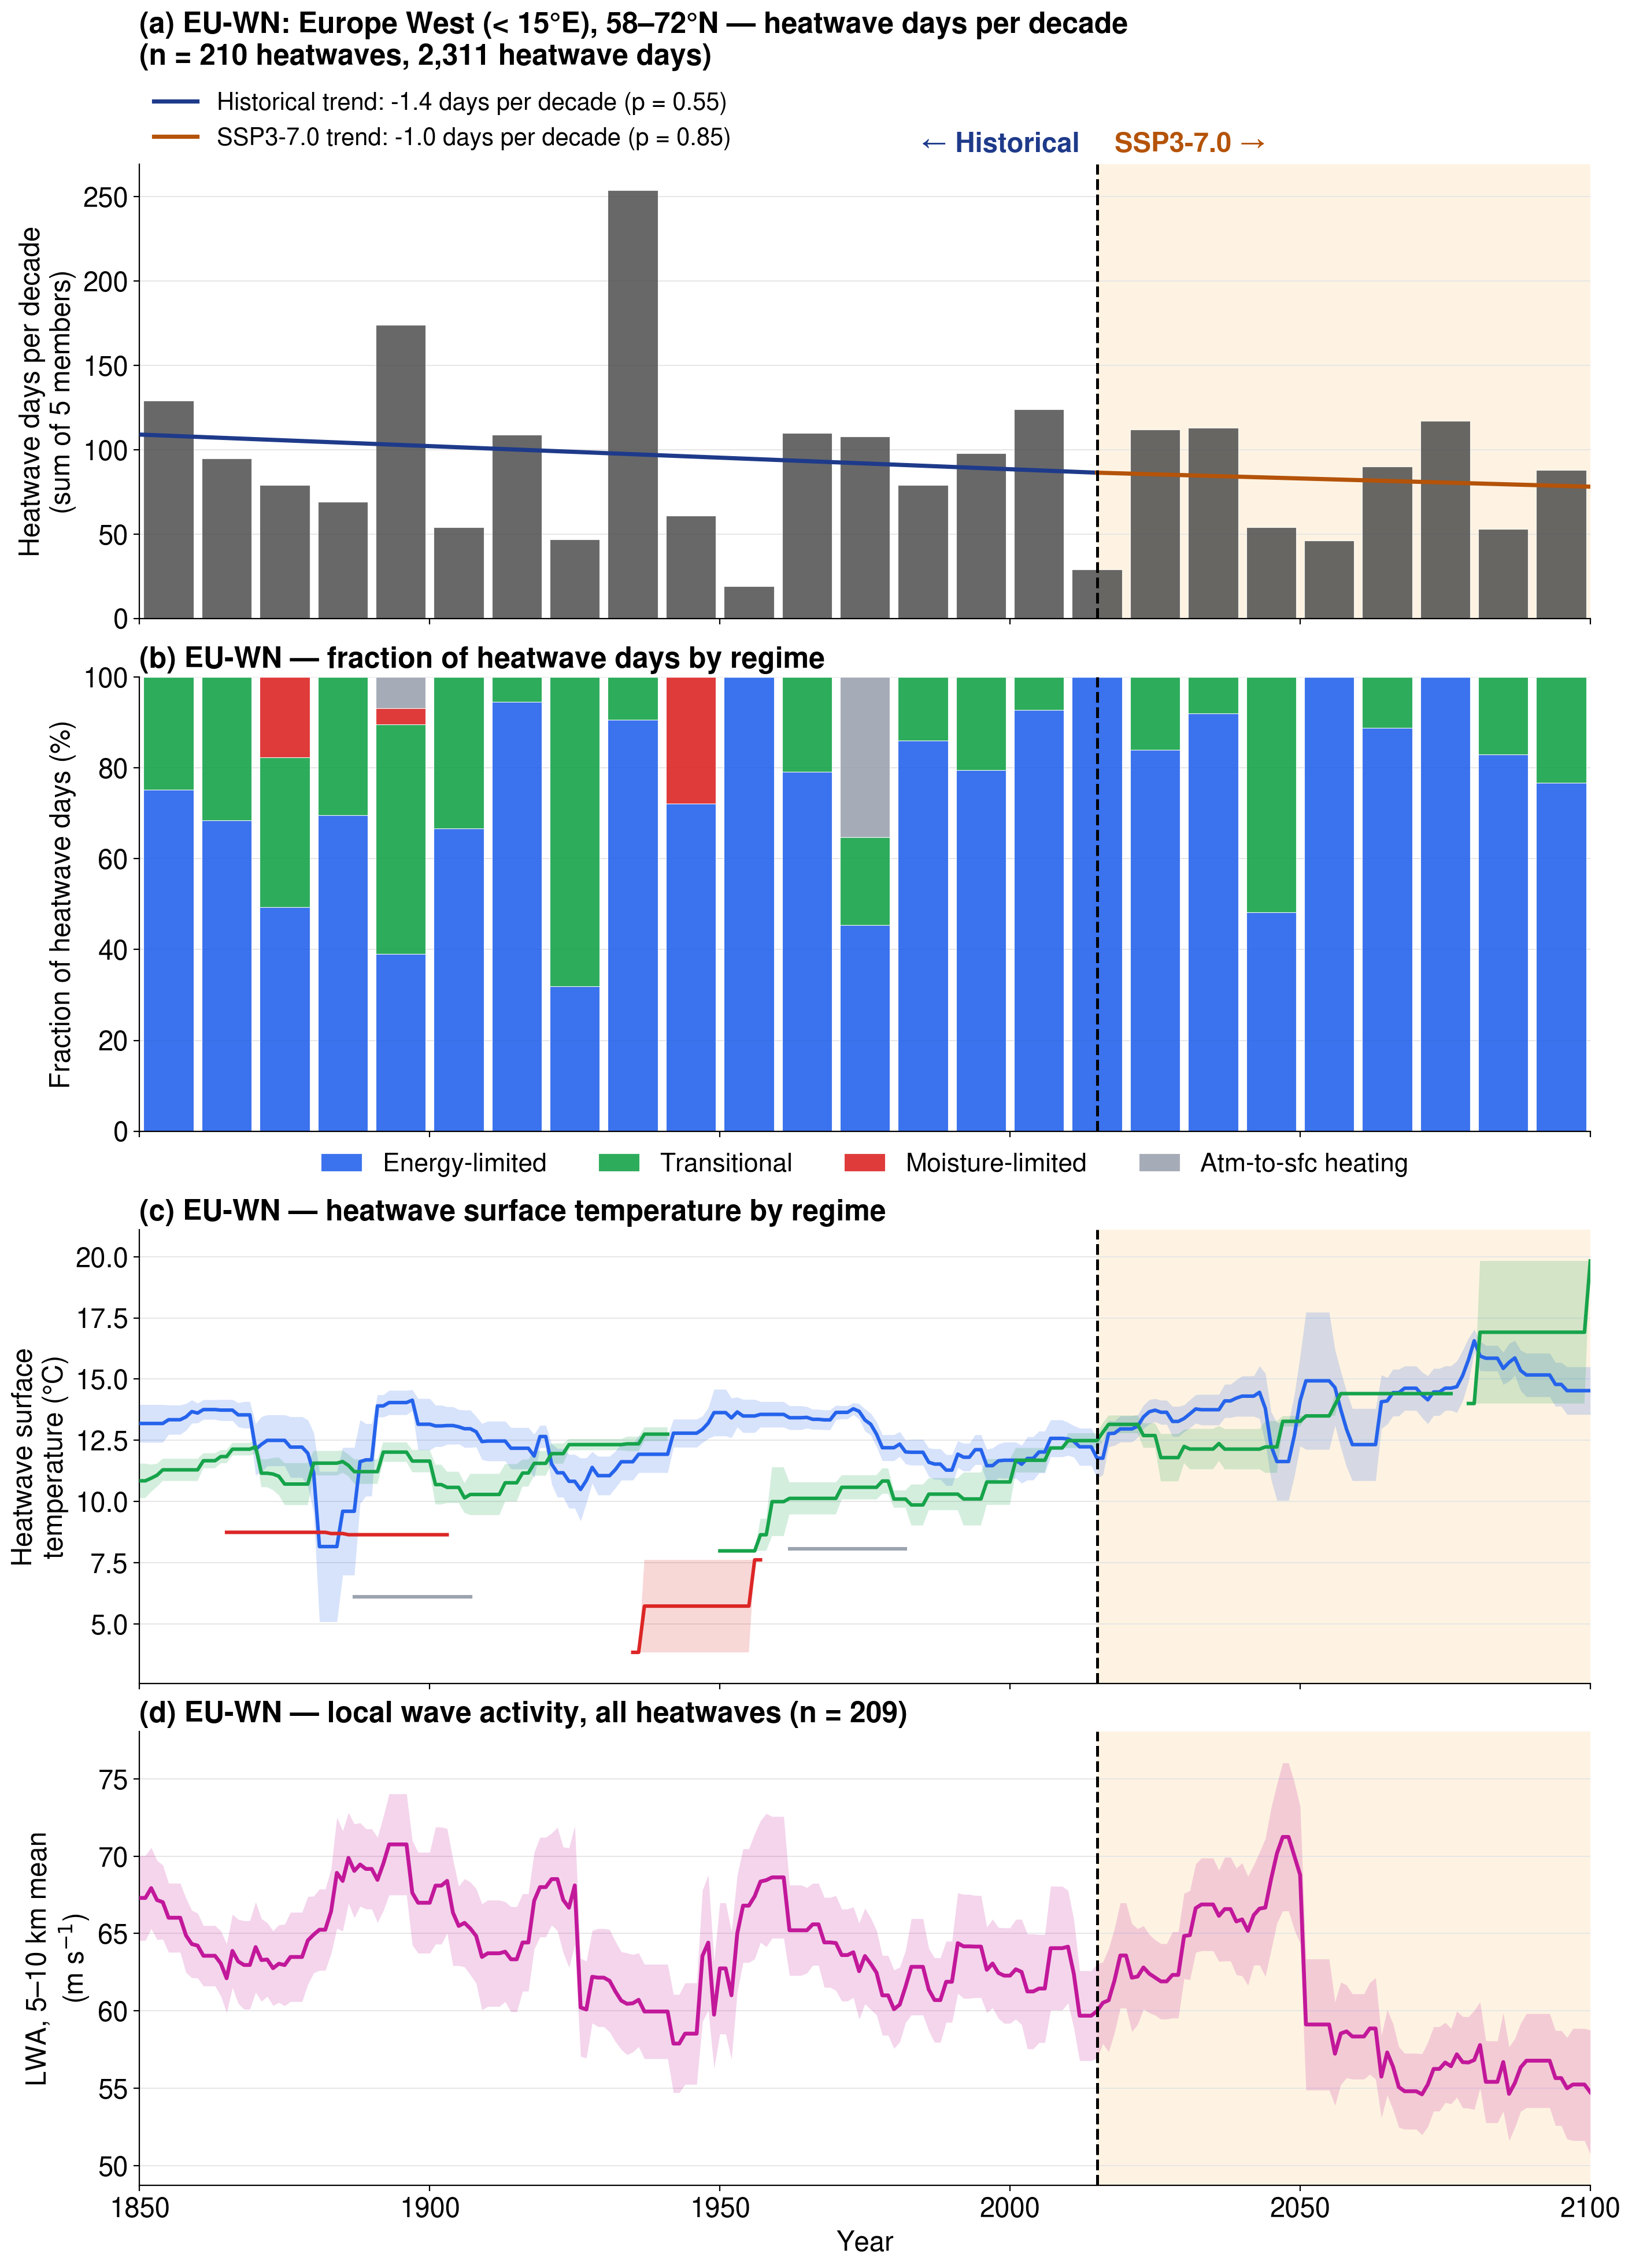 (a) EU-WN: Europe West (< 15°E), 58–72°N — heatwave days per decade
(n = 210 heatwaves, 2,311 heatwave days)
Historical trend: -1.4 days per decade (p = 0.55)
SSP3-7.0 trend: -1.0 days per decade (p = 0.85)
← Historical
SSP3-7.0 →
Heatwave days per decade
(sum of 5 members)
250
200
150
100
50
0
(b) EU-WN — fraction of heatwave days by regime
Fraction of heatwave days (%)
100
80
60
40
20
0
Energy-limited
Transitional
Moisture-limited
Atm-to-sfc heating
(c) EU-WN — heatwave surface temperature by regime
Heatwave surface
temperature (°C)
20.0
17.5
15.0
12.5
10.0
7.5
5.0
(d) EU-WN — local wave activity, all heatwaves (n = 209)
LWA, 5–10 km mean
(m s⁻¹)
75
70
65
60
55
50
1850
1900
1950
2000
2050
2100
Year